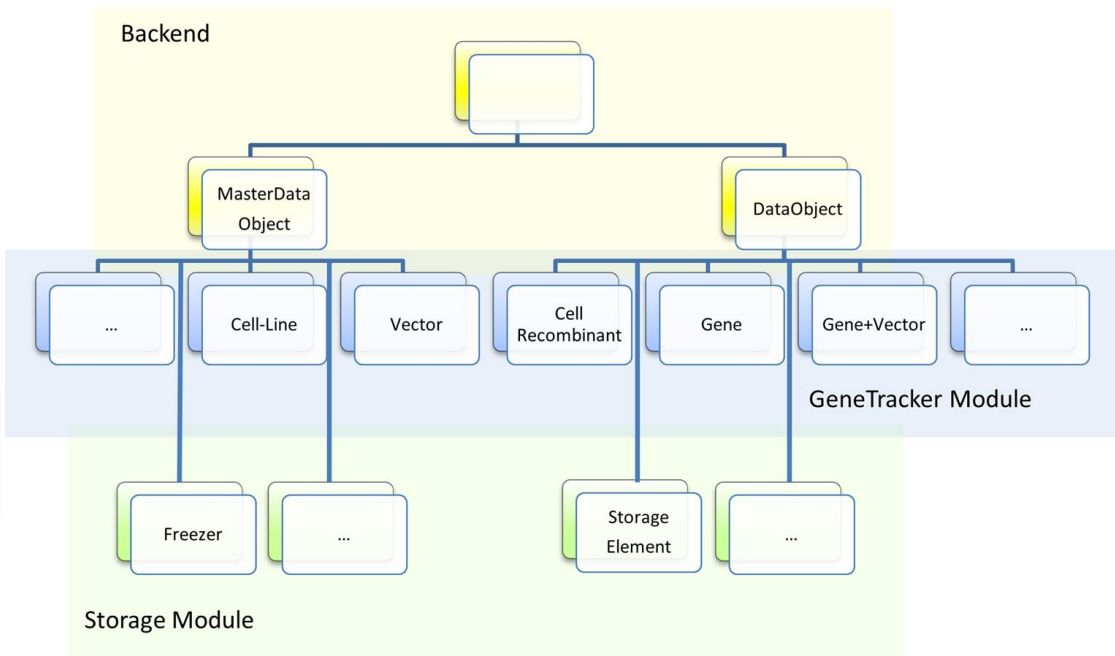 Backend
MasterData
Object
DataObject
...
Cell-Line
Vector
Cell
Recombinant
Gene
Gene+Vector
...
GeneTracker Module
Freezer
...
Storage
Element
...
Storage Module